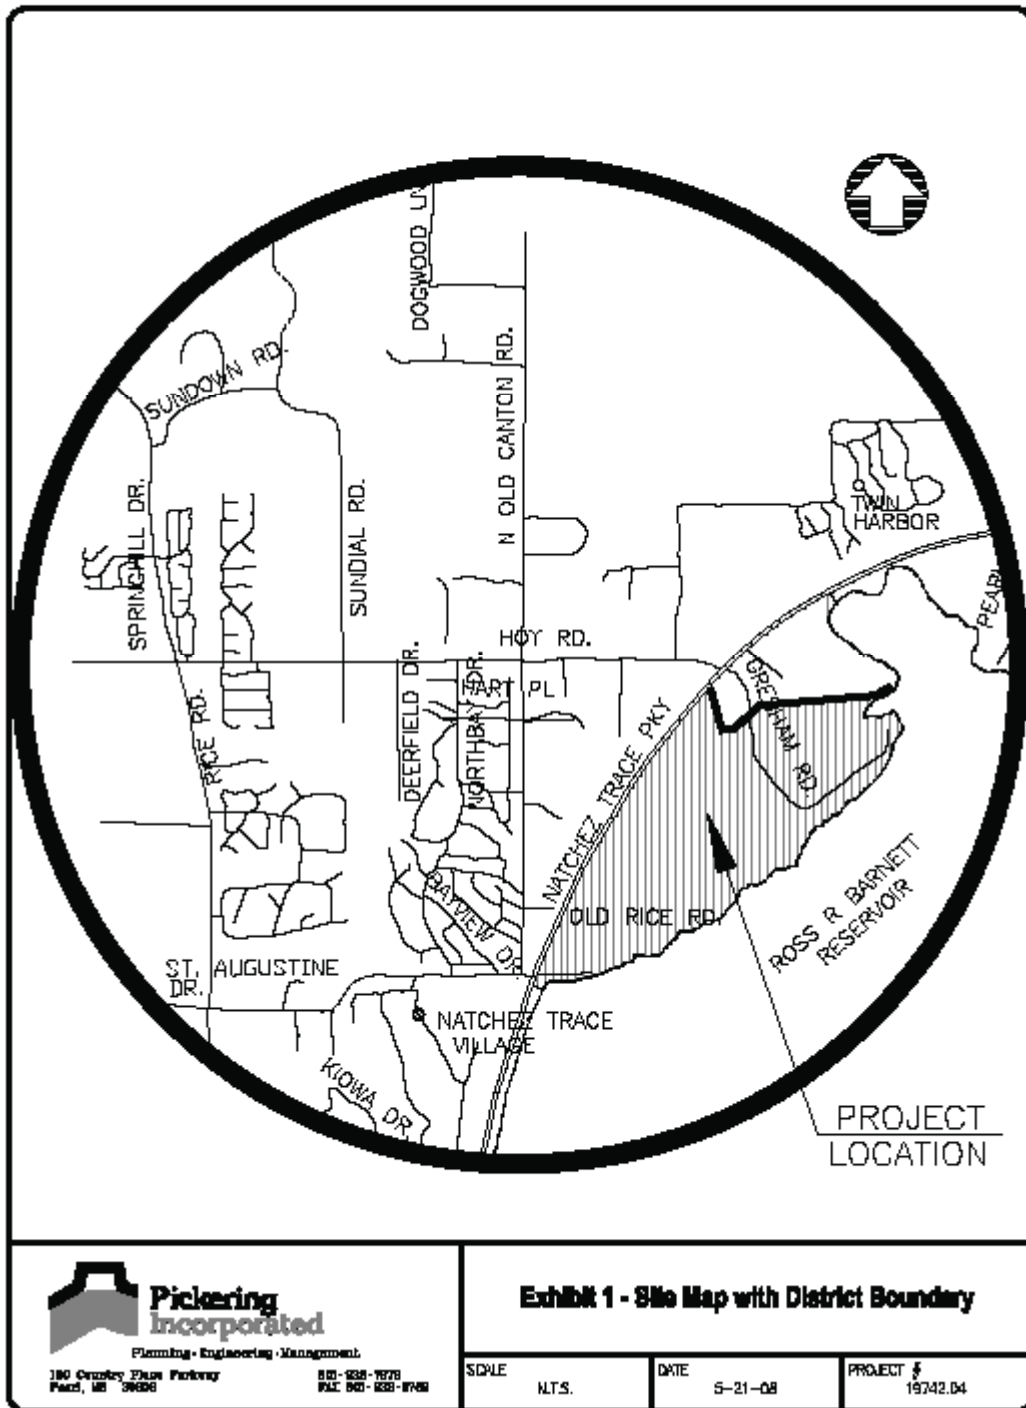 DOGWOOD
SUNDOWN RD.
N OLD CANTON RD.
SPRINGHILL DR.
SUNDIAL RD.
TWIN
HARBOR
PEARL
HOY RD.
HART PL
DEERFIELD DR.
NORTHBAY DR.
GRESHAM RD.
RICE RD.
NATCHEZ TRACE PKY
BAYVIEW DR
OLD RICE RD.
ROSS R BARNETT
RESERVOIR
ST. AUGUSTINE
DR.
NATCHEZ TRACE
VILLAGE
KIOWA DR
PROJECT
LOCATION
Pickering
Incorporated
Planning - Engineering - Management
Exhibit 1 - Site Map with District Boundary
SCALE
N.T.S.
DATE
5-21-08
PROJECT #
19742.04